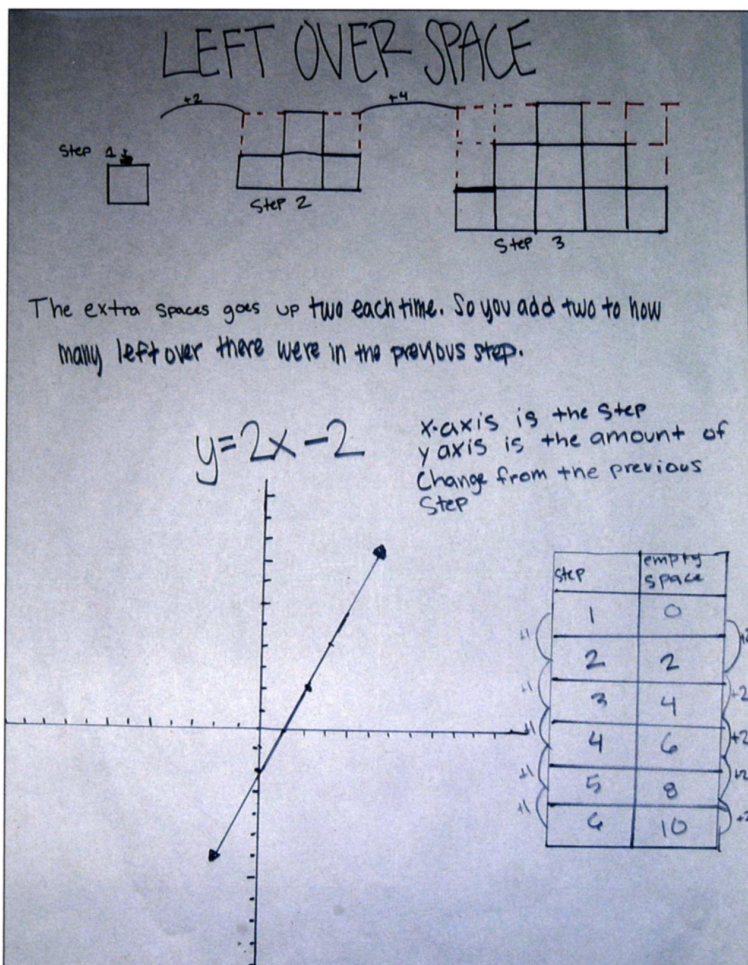 LEFT OVER SPACE
+2
+4
Step 1
Step 2
Step 3
The extra spaces goes up two each time. So you add two to how
many left over there were in the previous step.
y=2x-2
x-axis is the step
y axis is the amount of
Change from the previous
Step
step empty space
1 0
+1 +2
2 2
+1 +2
3 4
+1 +2
4 6
+1 +2
5 8
+1 +2
6 10